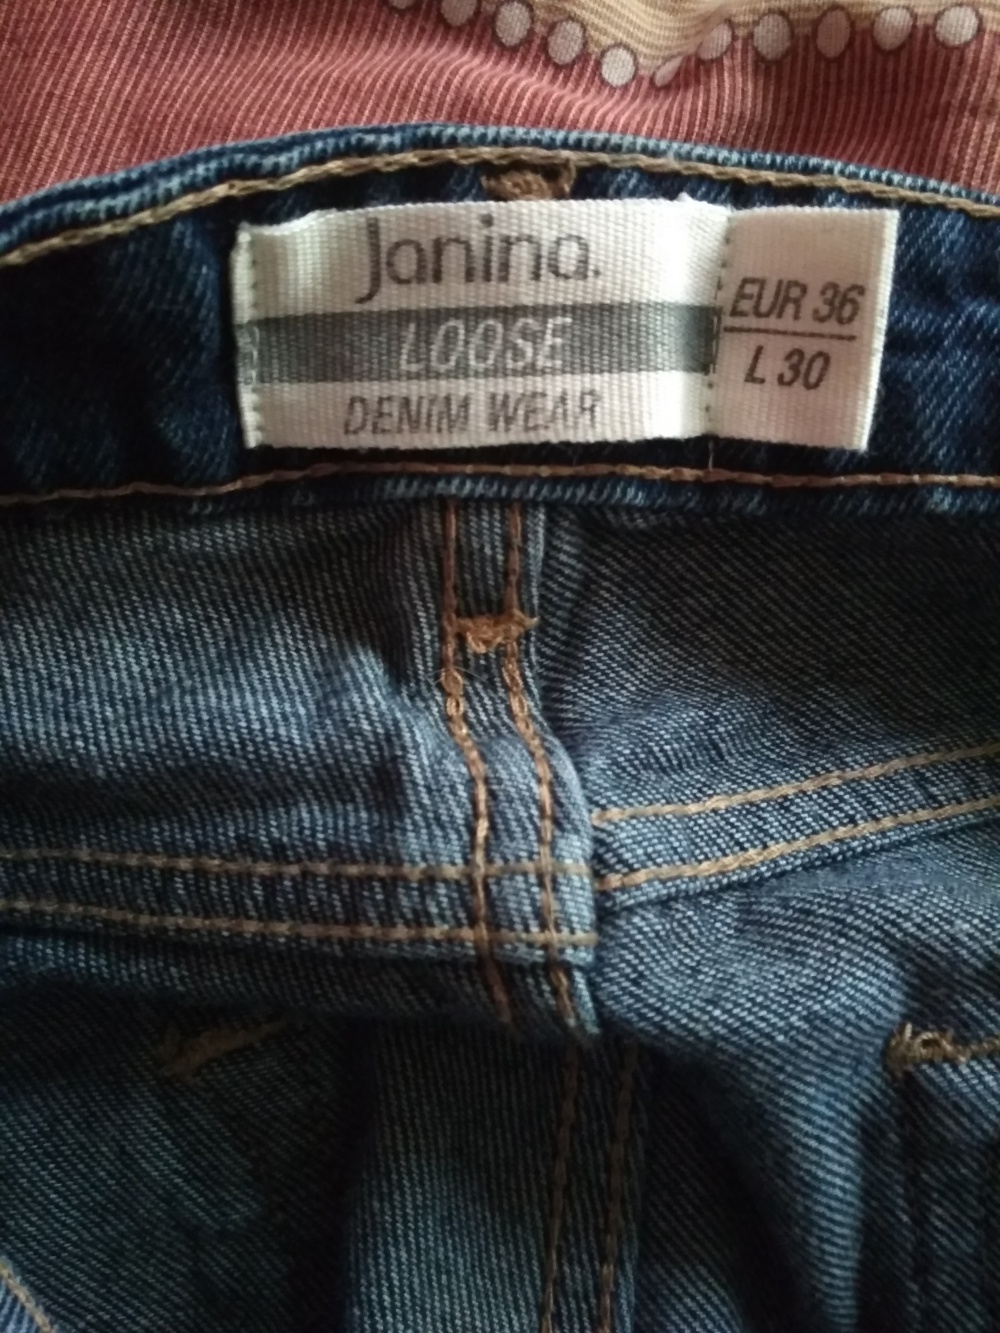 Janina.
LOOSE
DENIM WEAR
EUR 36
L 30